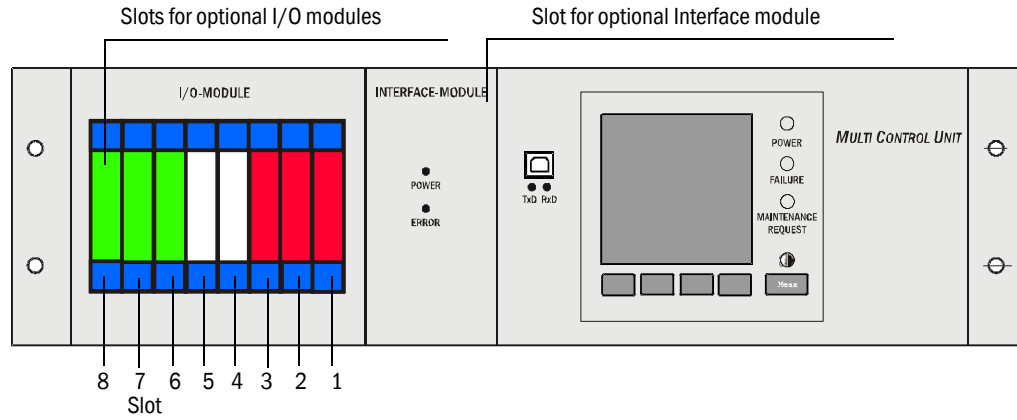 Slots for optional I/O modules
Slot for optional Interface module
I/O-MODULE
INTERFACE-MODULE
POWER
ERROR
TxD RxD
POWER
FAILURE
MAINTENANCE
REQUEST
Meas
MULTI CONTROL UNIT
8 7 6 5 4 3 2 1
Slot